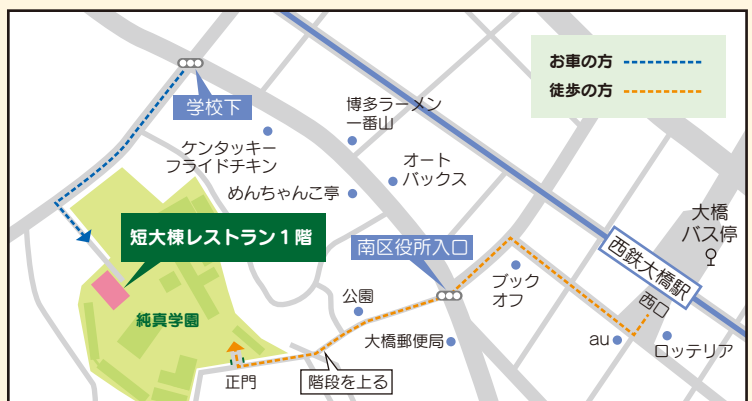 お車の方
徒歩の方
学校下
博多ラーメン
一番山
ケンタッキー
フライドチキン
オート
バックス
めんちゃんこ亭
大橋
バス停
短大棟レストラン1階
南区役所入口
西鉄大橋駅
ブック
オフ
西口
公園
純真学園
大橋郵便局
au
ロッテリア
正門
階段を上る